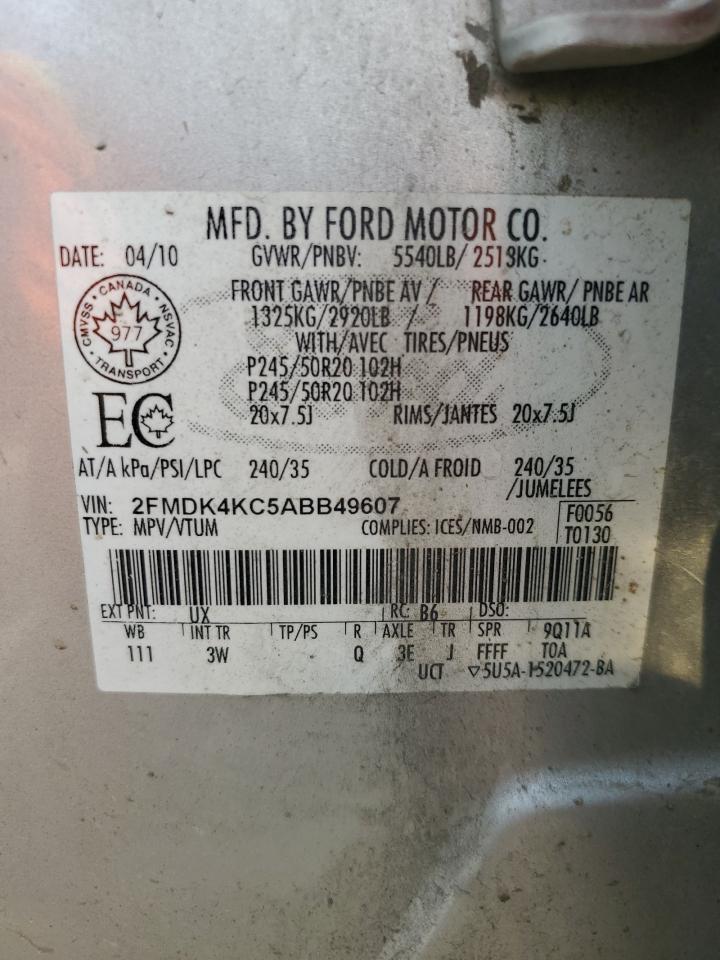 MFD. BY FORD MOTOR CO.
DATE: 04/10 GVWR/PNBV: 5540LB/ 2513KG
CMVSS • CANADA • NSVAC • TRANSPORT •
977
FRONT GAWR/PNBE AV / REAR GAWR/ PNBE AR
1325KG/2920LB / 1198KG/2640LB
WITH/AVEC TIRES/PNEUS
P245/50R20 102H
P245/50R20 102H
EC 20x7.5J RIMS/JANTES 20x7.5J
AT/A kPa/PSI/LPC 240/35 COLD/A FROID 240/35
/JUMELEES
VIN: 2FMDK4KC5ABB49607 F0056
TYPE: MPV/VTUM COMPLIES: ICES/NMB-002 T0130
EXT PNT: UX RC: B6 DSO:
WB INT TR TP/PS R AXLE TR SPR 9Q11A
111 3W Q 3E J FFFF TOA
UCT ▽5U5A-1520472-BA